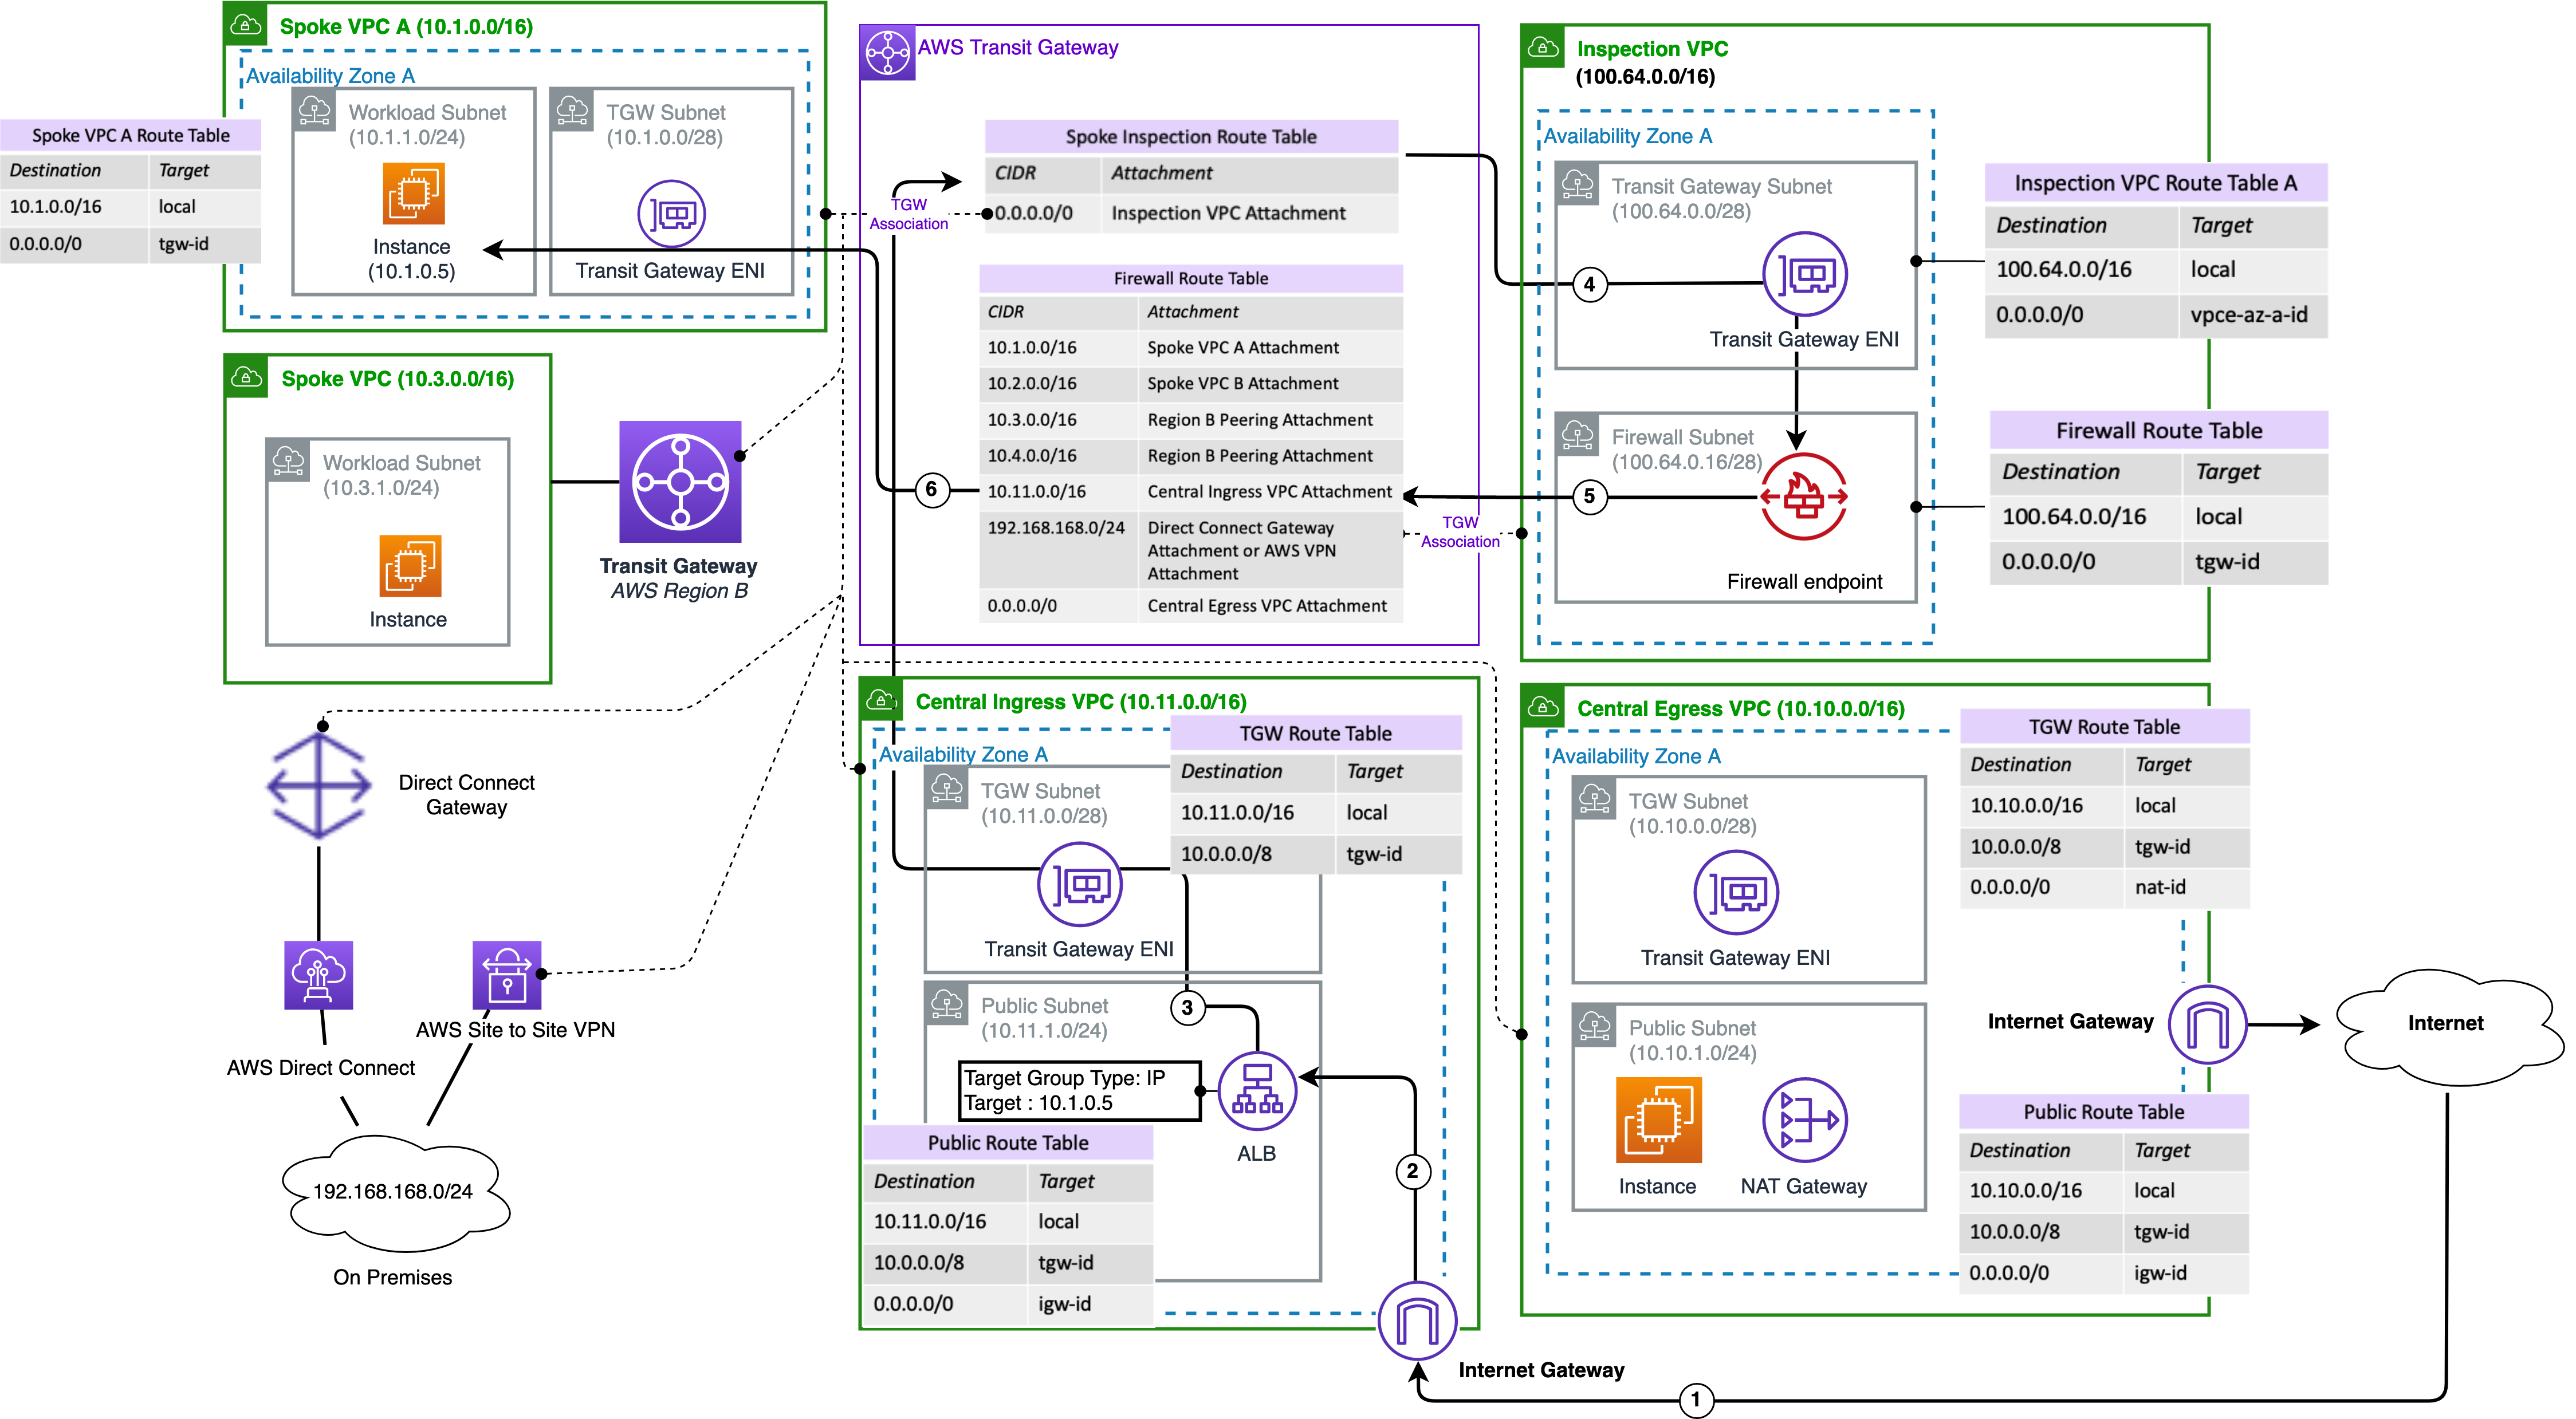 Spoke VPC A (10.1.0.0/16)
Availability Zone A
Workload Subnet
(10.1.1.0/24)
Instance
(10.1.0.5)
TGW Subnet
(10.1.0.0/28)
Transit Gateway ENI
Spoke VPC A Route Table
Destination Target
10.1.0.0/16 local
0.0.0.0/0 tgw-id
Spoke VPC (10.3.0.0/16)
Workload Subnet
(10.3.1.0/24)
Instance
Transit Gateway
AWS Region B
Direct Connect
Gateway
AWS Direct Connect
AWS Site to Site VPN
192.168.168.0/24
On Premises
AWS Transit Gateway
TGW
Association
Spoke Inspection Route Table
CIDR Attachment
0.0.0.0/0 Inspection VPC Attachment
Firewall Route Table
CIDR Attachment
10.1.0.0/16 Spoke VPC A Attachment
10.2.0.0/16 Spoke VPC B Attachment
10.3.0.0/16 Region B Peering Attachment
10.4.0.0/16 Region B Peering Attachment
10.11.0.0/16 Central Ingress VPC Attachment
192.168.168.0/24 Direct Connect Gateway
Attachment or AWS VPN
Attachment
0.0.0.0/0 Central Egress VPC Attachment
6
TGW
Association
Inspection VPC
(100.64.0.0/16)
Availability Zone A
Transit Gateway Subnet
(100.64.0.0/28)
4
Transit Gateway ENI
Firewall Subnet
(100.64.0.16/28)
5
Firewall endpoint
Inspection VPC Route Table A
Destination Target
100.64.0.0/16 local
0.0.0.0/0 vpce-az-a-id
Firewall Route Table
Destination Target
100.64.0.0/16 local
0.0.0.0/0 tgw-id
Central Ingress VPC (10.11.0.0/16)
Availability Zone A
TGW Subnet
(10.11.0.0/28)
Transit Gateway ENI
TGW Route Table
Destination Target
10.11.0.0/16 local
10.0.0.0/8 tgw-id
Public Subnet
(10.11.1.0/24)
3
Target Group Type: IP
Target : 10.1.0.5
ALB
2
Public Route Table
Destination Target
10.11.0.0/16 local
10.0.0.0/8 tgw-id
0.0.0.0/0 igw-id
Internet Gateway
1
Central Egress VPC (10.10.0.0/16)
Availability Zone A
TGW Subnet
(10.10.0.0/28)
Transit Gateway ENI
Public Subnet
(10.10.1.0/24)
Instance
NAT Gateway
TGW Route Table
Destination Target
10.10.0.0/16 local
10.0.0.0/8 tgw-id
0.0.0.0/0 nat-id
Internet Gateway
Internet
Public Route Table
Destination Target
10.10.0.0/16 local
10.0.0.0/8 tgw-id
0.0.0.0/0 igw-id